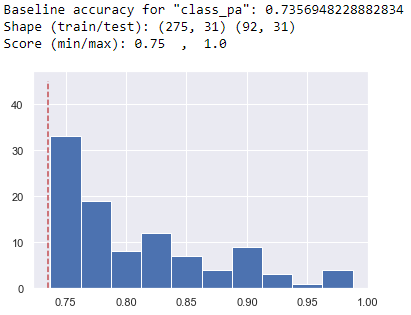 Baseline accuracy for "class_pa": 0.7356948228882834
Shape (train/test): (275, 31) (92, 31)
Score (min/max): 0.75  ,  1.0
40
30
20
10
0
0.75 0.80 0.85 0.90 0.95 1.00